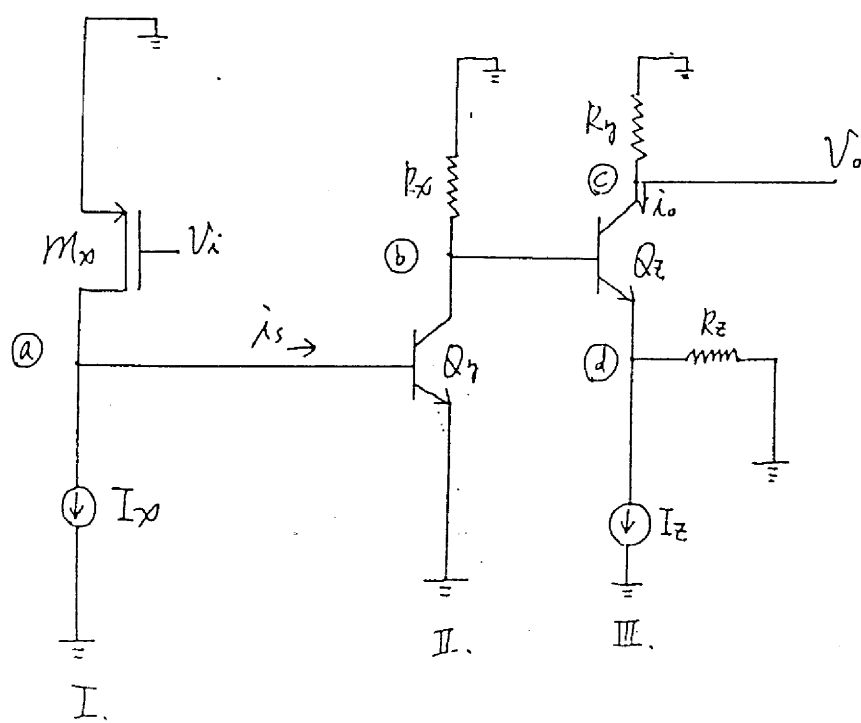 Ry
Vo
Rx
ⓒ
io
Mx
Vi
ⓑ
Qz
Rz
ⓐ
is →
Qy
ⓓ
Ix
Iz
II.
III.
I.